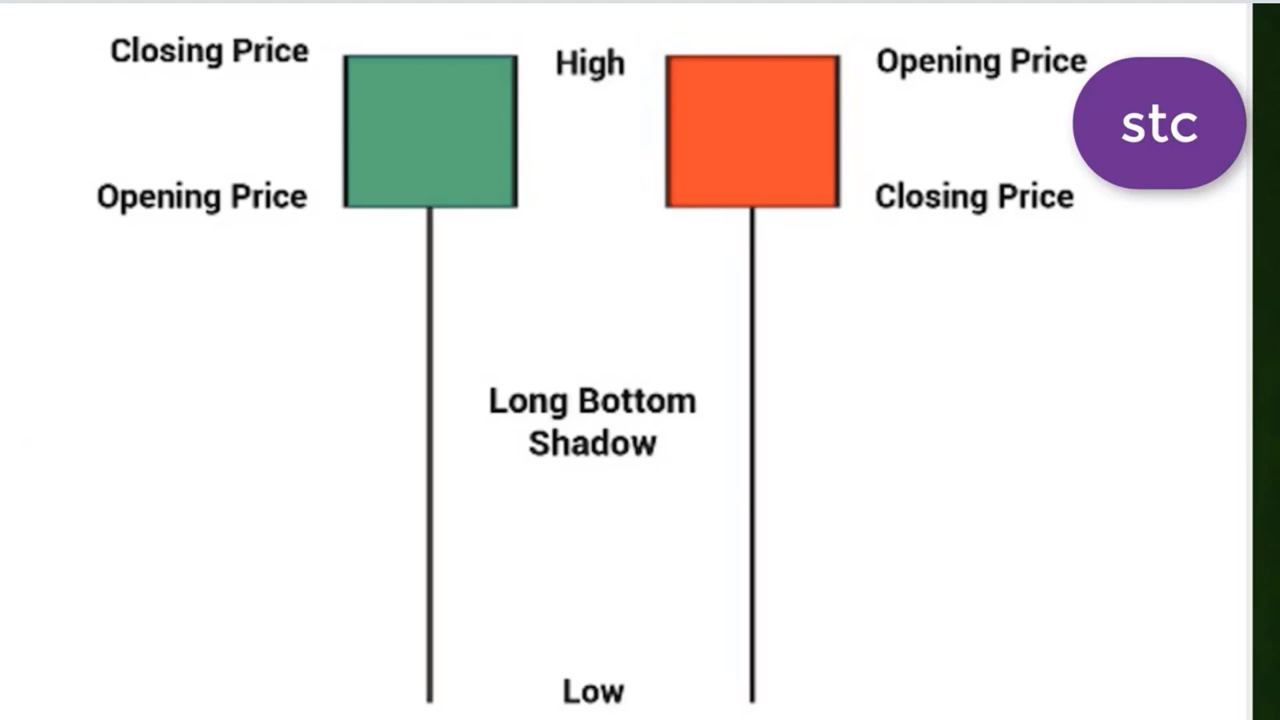 Closing Price
High
Opening Price
stc
Opening Price
Closing Price
Long Bottom
Shadow
Low